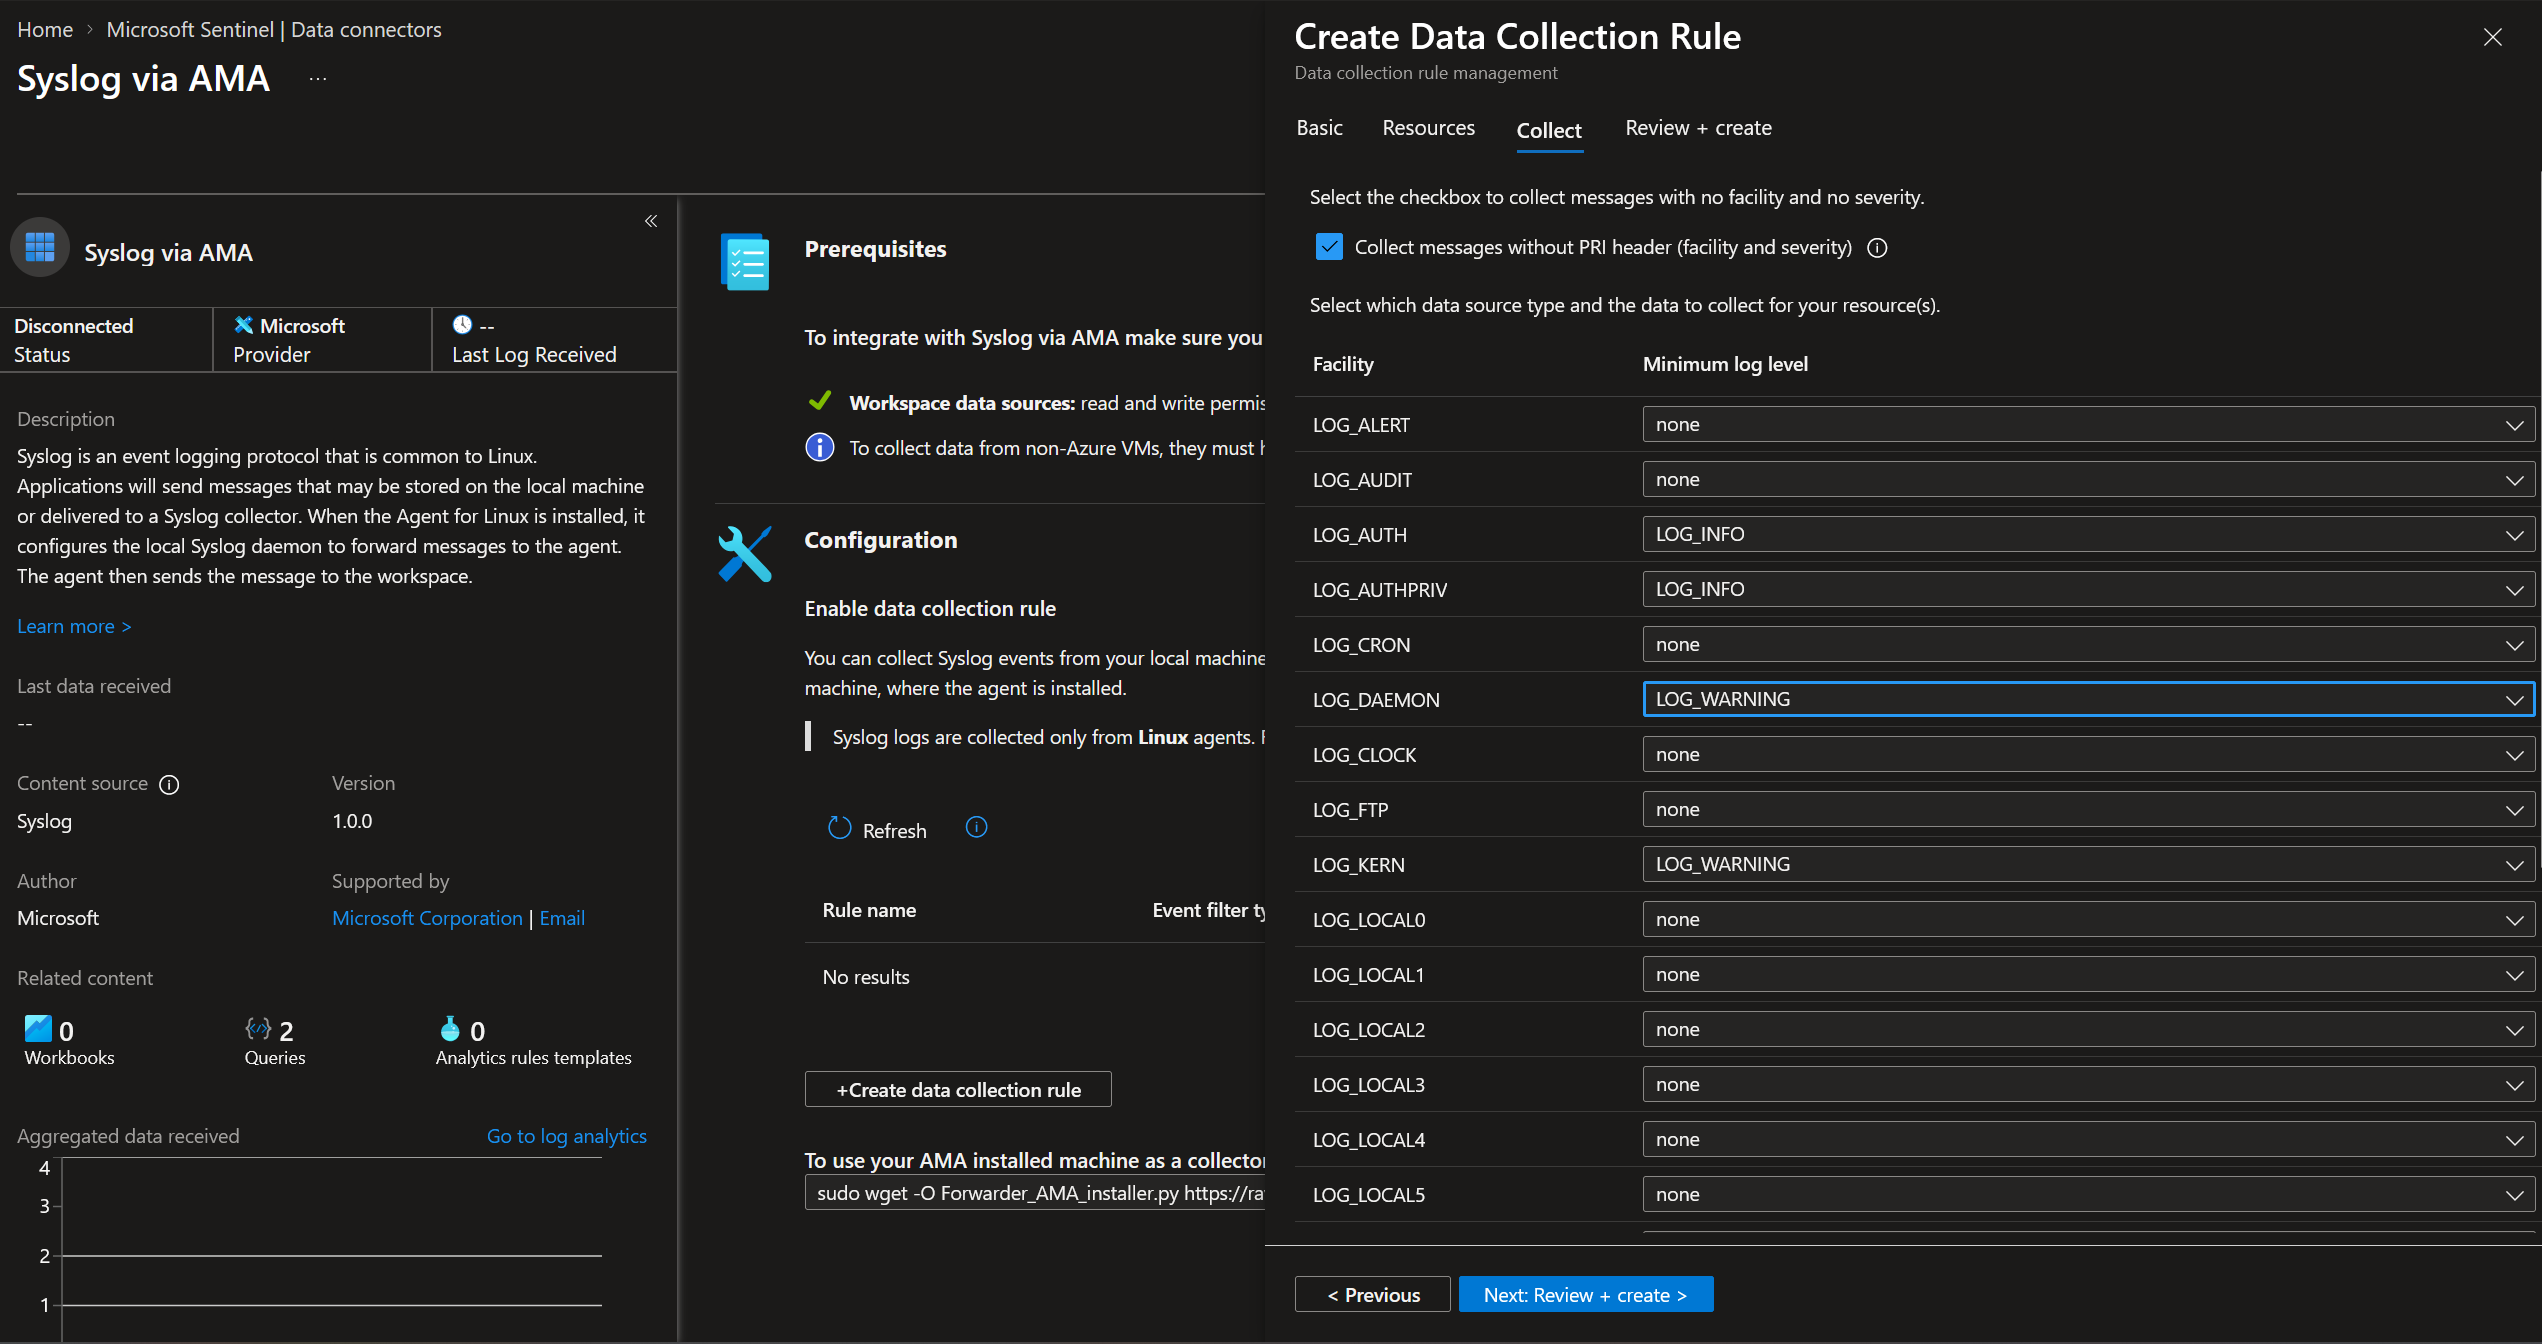 Home > Microsoft Sentinel | Data connectors
Syslog via AMA ...
«
Syslog via AMA
Disconnected
Status
Microsoft
Provider
--
Last Log Received
Description
Syslog is an event logging protocol that is common to Linux.
Applications will send messages that may be stored on the local machine
or delivered to a Syslog collector. When the Agent for Linux is installed, it
configures the local Syslog daemon to forward messages to the agent.
The agent then sends the message to the workspace.
Learn more >
Last data received
--
Content source
Version
Syslog
1.0.0
Author
Supported by
Microsoft
Microsoft Corporation | Email
Related content
0
Workbooks
2
Queries
0
Analytics rules templates
Aggregated data received
Go to log analytics
4
3
2
1
Prerequisites
To integrate with Syslog via AMA make sure you
Workspace data sources: read and write
To collect data from non-Azure VMs, they must
Configuration
Enable data collection rule
You can collect Syslog events from your local machine
machine, where the agent is installed.
Syslog logs are collected only from Linux agents.
Refresh
Rule name
Event filter
No results
+Create data collection rule
To use your AMA installed machine as a collector
sudo wget -O Forwarder_AMA_installer.py https://ra
Create Data Collection Rule
Data collection rule management
Basic Resources Collect Review + create
Select the checkbox to collect messages with no facility and no severity.
Collect messages without PRI header (facility and severity)
Select which data source type and the data to collect for your resource(s).
Facility Minimum log level
LOG_ALERT none
LOG_AUDIT none
LOG_AUTH LOG_INFO
LOG_AUTHPRIV LOG_INFO
LOG_CRON none
LOG_DAEMON LOG_WARNING
LOG_CLOCK none
LOG_FTP none
LOG_KERN LOG_WARNING
LOG_LOCAL0 none
LOG_LOCAL1 none
LOG_LOCAL2 none
LOG_LOCAL3 none
LOG_LOCAL4 none
LOG_LOCAL5 none
< Previous
Next: Review + create >